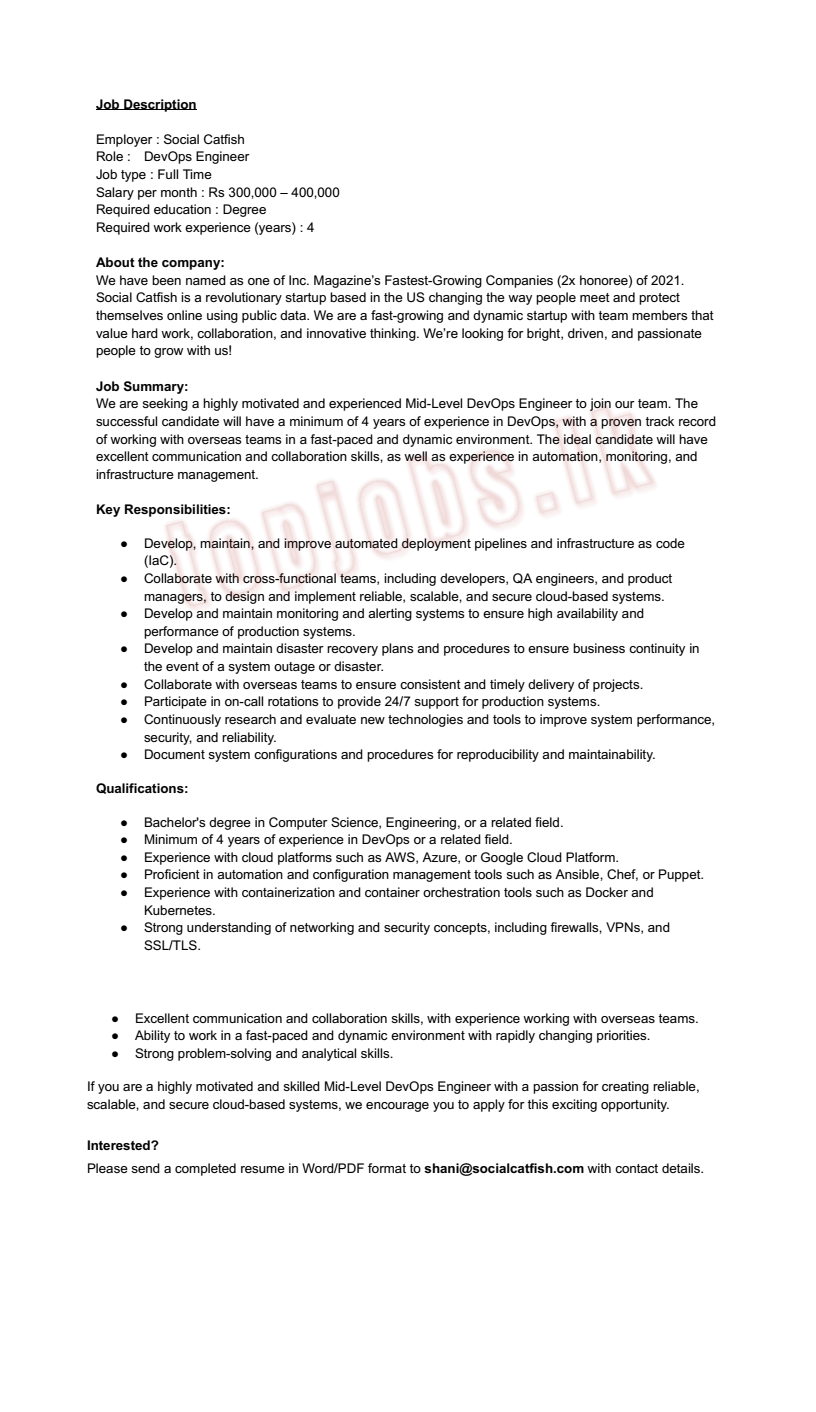 Job Description
Employer : Social Catfish
Role :    DevOps Engineer
Job type : Full Time
Salary per month : Rs 300,000 – 400,000
Required education : Degree
Required work experience (years) : 4
About the company:
We have been named as one of Inc. Magazine’s Fastest-Growing Companies (2x honoree) of 2021.
Social Catfish is a revolutionary startup based in the US changing the way people meet and protect
themselves online using public data. We are a fast-growing and dynamic startup with team members that
value hard work, collaboration, and innovative thinking. We’re looking for bright, driven, and passionate
people to grow with us!
Job Summary:
We are seeking a highly motivated and experienced Mid-Level DevOps Engineer to join our team. The
successful candidate will have a minimum of 4 years of experience in DevOps, with a proven track record
of working with overseas teams in a fast-paced and dynamic environment. The ideal candidate will have
excellent communication and collaboration skills, as well as experience in automation, monitoring, and
infrastructure management.
topjobs.lk
Key Responsibilities:
● Develop, maintain, and improve automated deployment pipelines and infrastructure as code
(IaC).
● Collaborate with cross-functional teams, including developers, QA engineers, and product
managers, to design and implement reliable, scalable, and secure cloud-based systems.
● Develop and maintain monitoring and alerting systems to ensure high availability and
performance of production systems.
● Develop and maintain disaster recovery plans and procedures to ensure business continuity in
the event of a system outage or disaster.
● Collaborate with overseas teams to ensure consistent and timely delivery of projects.
● Participate in on-call rotations to provide 24/7 support for production systems.
● Continuously research and evaluate new technologies and tools to improve system performance,
security, and reliability.
● Document system configurations and procedures for reproducibility and maintainability.
Qualifications:
● Bachelor's degree in Computer Science, Engineering, or a related field.
● Minimum of 4 years of experience in DevOps or a related field.
● Experience with cloud platforms such as AWS, Azure, or Google Cloud Platform.
● Proficient in automation and configuration management tools such as Ansible, Chef, or Puppet.
● Experience with containerization and container orchestration tools such as Docker and
Kubernetes.
● Strong understanding of networking and security concepts, including firewalls, VPNs, and
SSL/TLS.
● Excellent communication and collaboration skills, with experience working with overseas teams.
● Ability to work in a fast-paced and dynamic environment with rapidly changing priorities.
● Strong problem-solving and analytical skills.
If you are a highly motivated and skilled Mid-Level DevOps Engineer with a passion for creating reliable,
scalable, and secure cloud-based systems, we encourage you to apply for this exciting opportunity.
Interested?
Please send a completed resume in Word/PDF format to shani@socialcatfish.com with contact details.